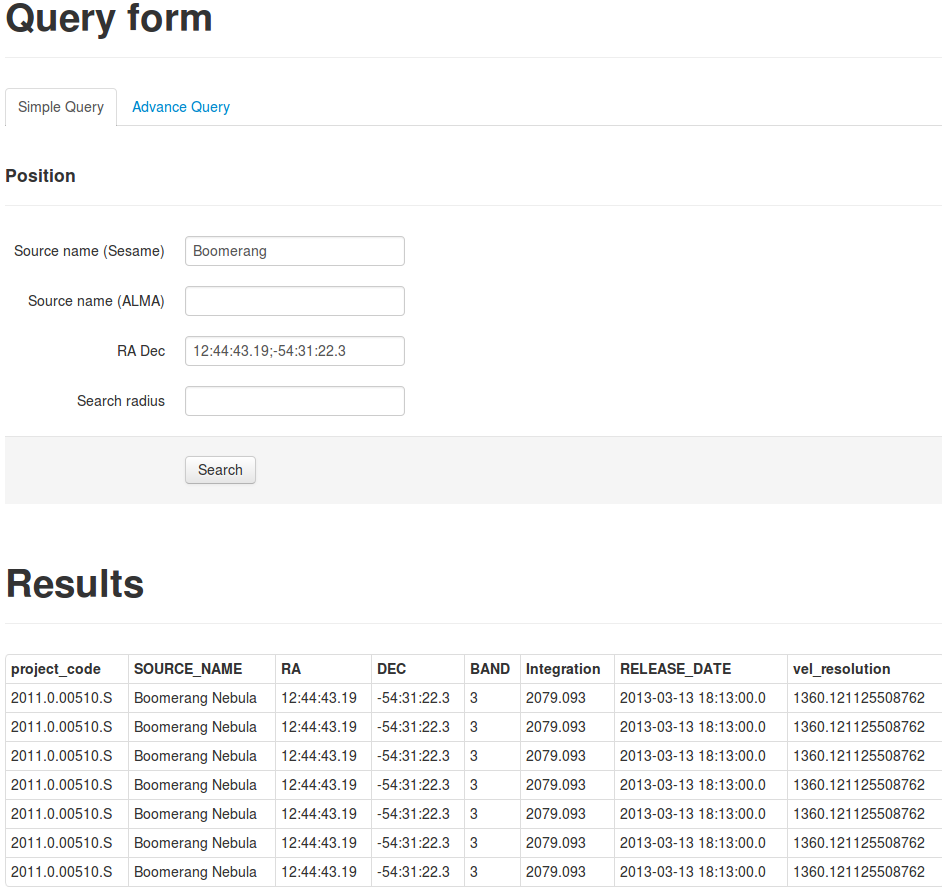 Query form
Simple Query Advance Query
Position
Source name (Sesame) Boomerang
Source name (ALMA)
RA Dec 12:44:43.19;-54:31:22.3
Search radius
Search
Results
project_code SOURCE_NAME RA DEC BAND Integration RELEASE_DATE vel_resolution
2011.0.00510.S Boomerang Nebula 12:44:43.19 -54:31:22.3 3 2079.093 2013-03-13 18:13:00.0 1360.121125508762
2011.0.00510.S Boomerang Nebula 12:44:43.19 -54:31:22.3 3 2079.093 2013-03-13 18:13:00.0 1360.121125508762
2011.0.00510.S Boomerang Nebula 12:44:43.19 -54:31:22.3 3 2079.093 2013-03-13 18:13:00.0 1360.121125508762
2011.0.00510.S Boomerang Nebula 12:44:43.19 -54:31:22.3 3 2079.093 2013-03-13 18:13:00.0 1360.121125508762
2011.0.00510.S Boomerang Nebula 12:44:43.19 -54:31:22.3 3 2079.093 2013-03-13 18:13:00.0 1360.121125508762
2011.0.00510.S Boomerang Nebula 12:44:43.19 -54:31:22.3 3 2079.093 2013-03-13 18:13:00.0 1360.121125508762
2011.0.00510.S Boomerang Nebula 12:44:43.19 -54:31:22.3 3 2079.093 2013-03-13 18:13:00.0 1360.121125508762